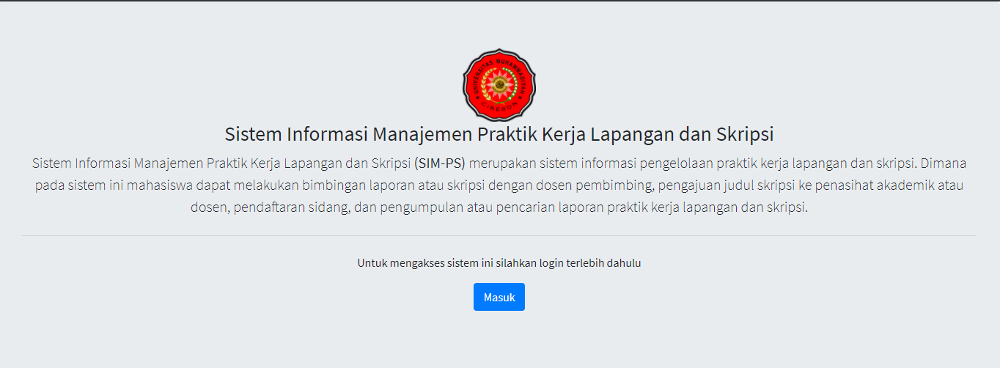 UNIVERSITAS MUHAMMADIYAH
CIREBON
Sistem Informasi Manajemen Praktik Kerja Lapangan dan Skripsi
Sistem Informasi Manajemen Praktik Kerja Lapangan dan Skripsi (SIM-PS) merupakan sistem informasi pengelolaan praktik kerja lapangan dan skripsi. Dimana
pada sistem ini mahasiswa dapat melakukan bimbingan laporan atau skripsi dengan dosen pembimbing, pengajuan judul skripsi ke penasihat akademik atau
dosen, pendaftaran sidang, dan pengumpulan atau pencarian laporan praktik kerja lapangan dan skripsi.
Untuk mengakses sistem ini silahkan login terlebih dahulu
Masuk